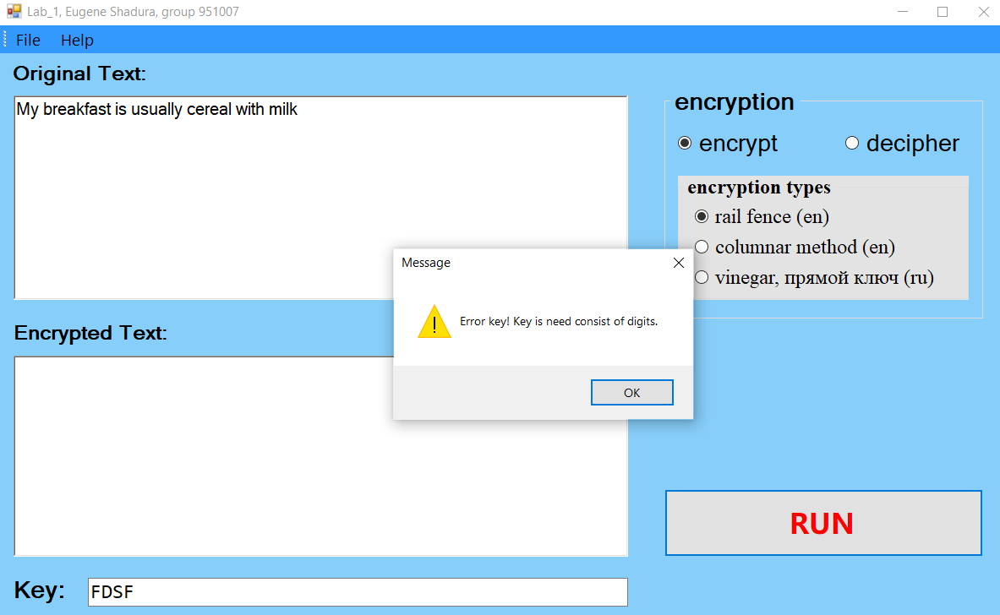 Lab_1, Eugene Shadura, group 951007
File Help
Original Text:
My breakfast is usually cereal with milk
encryption
encrypt decipher
encryption types
rail fence (en)
columnar method (en)
vinegar, прямой ключ (ru)
Message
Error key! Key is need consist of digits.
OK
Encrypted Text:
RUN
Key: FDSF